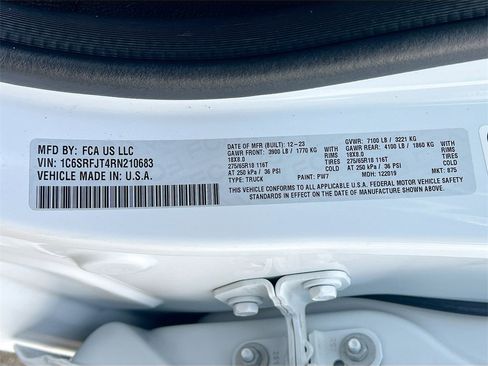 MFD BY: FCA US LLC
VIN: 1C6SRFJT4RN210683
VEHICLE MADE IN: U.S.A.
DATE OF MFR (BUILT): 12-23 GVWR: 7100 LB / 3221 KG
GAWR FRONT: 3900 LB / 1770 KG GAWR REAR: 4100 LB / 1860 KG
18X8.0 TIRES 18X8.0 TIRES
275/65R18 116T COLD 275/65R18 116T COLD
AT 250 kPa / 36 PSI AT 250 kPa / 36 PSI
TYPE: TRUCK PAINT: PW7 MDH: 122019 MKT: 875
THIS VEHICLE CONFORMS TO ALL APPLICABLE U.S.A. FEDERAL MOTOR VEHICLE SAFETY
STANDARDS IN EFFECT ON THE DATE OF MANUFACTURE SHOWN ABOVE.